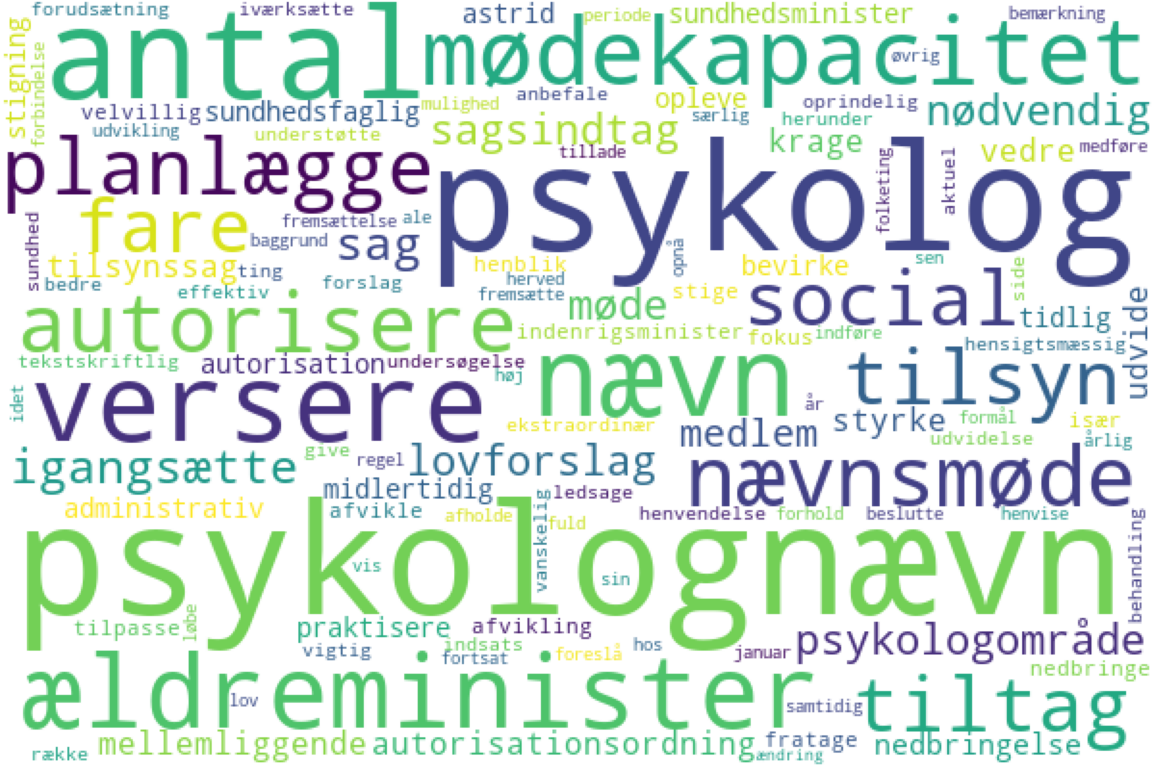 forudsætning iværksætte astrid periode sundhedsminister bemærkning
stigning forbindelse antal mødekapacitet øvrig
velvillig sundhedsfaglig mulighed anbefale opleve oprindelig nødvendig
udvikling understøtte sagsindtag særlig herunder krage vedre medføre
planlægge tillade psykolog folketing aktuel
fare fremsættelse ale
sundhed baggrund sag opnå sen
tilsynssag ting henblik bevirke side
bedre effektiv forslag herved fremsætte stige social
autorisere møde tidlig udvide
indenrigsminister fokus indføre hensigtsmæssig
tekstskriftlig autorisation undersøgelse nævn tilsyn
idet versere høj år
ekstraordinær medlem styrke formål især
igangsætte give regel lovforslag udvidelse årlig
midlertidig ledsage nævnsmøde
administrativ afvikle afholde fuld vanskelig henvendelse forhold beslutte henvise
psykolognævn vis sin behandling
tilpasse løbe praktisere afvikling
vigtig indsats fortsat foreslå hos januar psykologområde
nedbringe
ældreminister lov samtidig tiltag
række mellemliggende autorisationsordning fratage nedbringelse
ændring